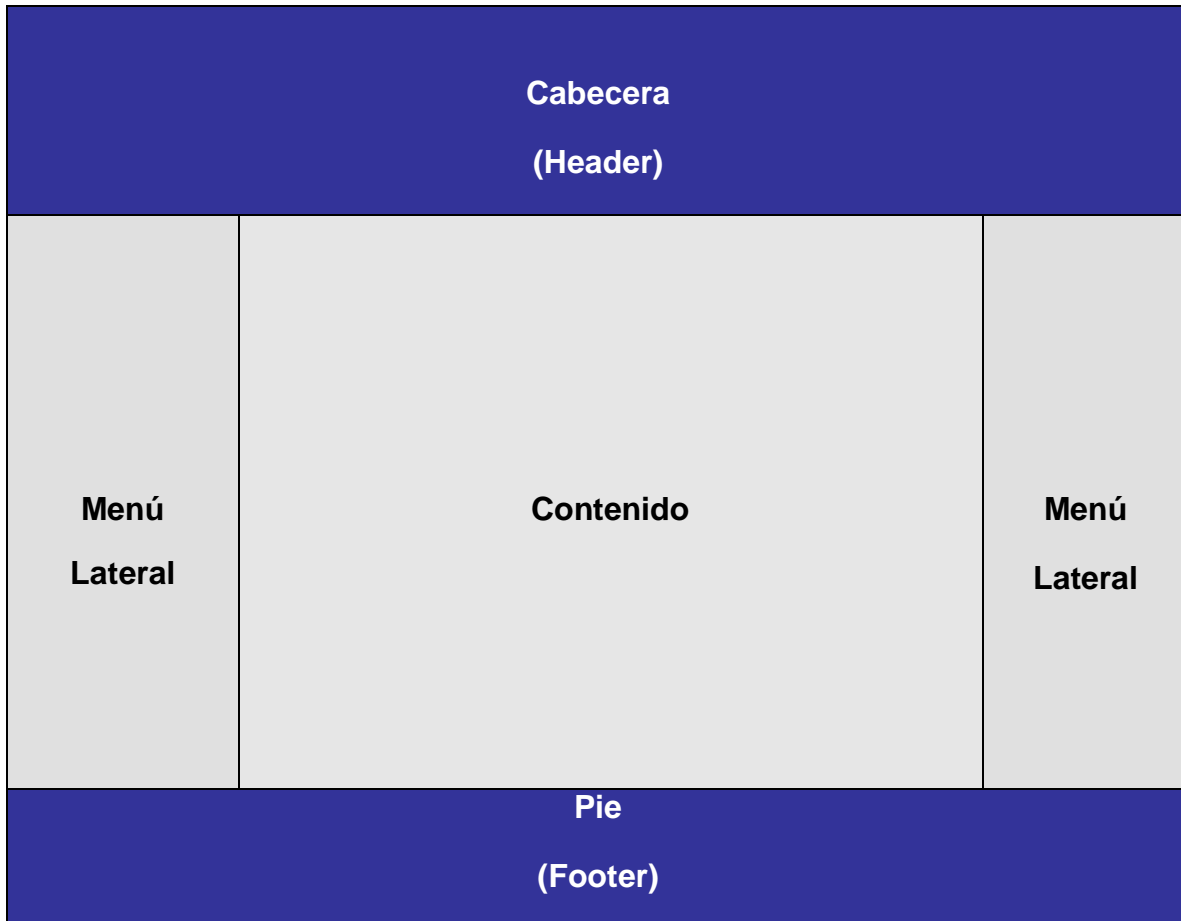 Cabecera
(Header)
Menú
Lateral
Contenido
Menú
Lateral
Pie
(Footer)